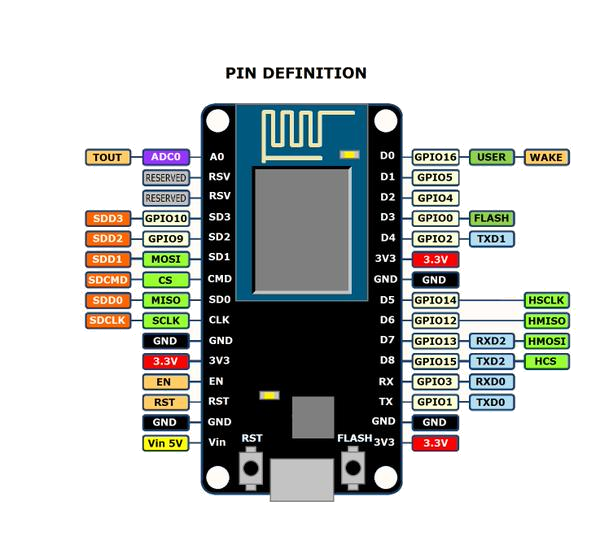 PIN DEFINITION
TOUT ADC0 A0 D0 GPIO16 USER WAKE
RESERVED RSV D1 GPIO5
RESERVED RSV D2 GPIO4
SDD3 GPIO10 SD3 D3 GPIO0 FLASH
SDD2 GPIO9 SD2 D4 GPIO2 TXD1
SDD1 MOSI SD1 3V3 3.3V
SDCMD CS CMD GND GND
SDD0 MISO SD0 D5 GPIO14 HSCLK
SDCLK SCLK CLK D6 GPIO12 HMISO
GND GND D7 GPIO13 RXD2 HMOSI
3.3V 3V3 D8 GPIO15 TXD2 HCS
EN EN RX GPIO3 RXD0
RST RST TX GPIO1 TXD0
GND GND GND GND
Vin 5V Vin RST FLASH 3V3 3.3V